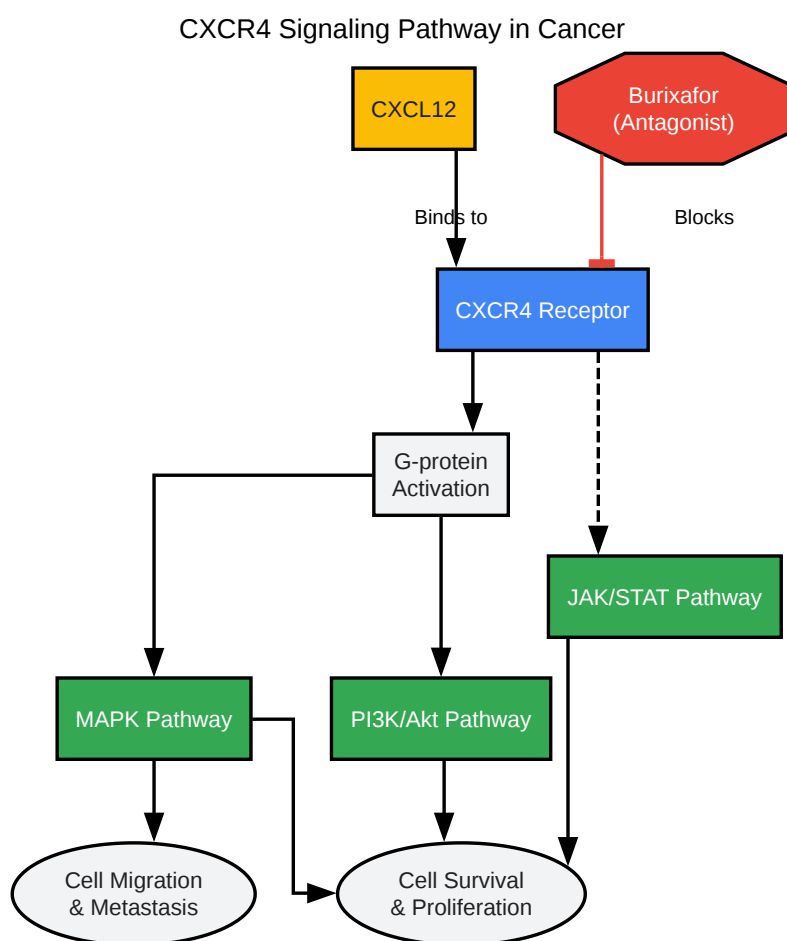 CXCR4 Signaling Pathway in Cancer
CXCL12
Burixafor
(Antagonist)
Binds to
Blocks
CXCR4 Receptor
G-protein
Activation
JAK/STAT Pathway
MAPK Pathway
PI3K/Akt Pathway
Cell Migration
& Metastasis
Cell Survival
& Proliferation